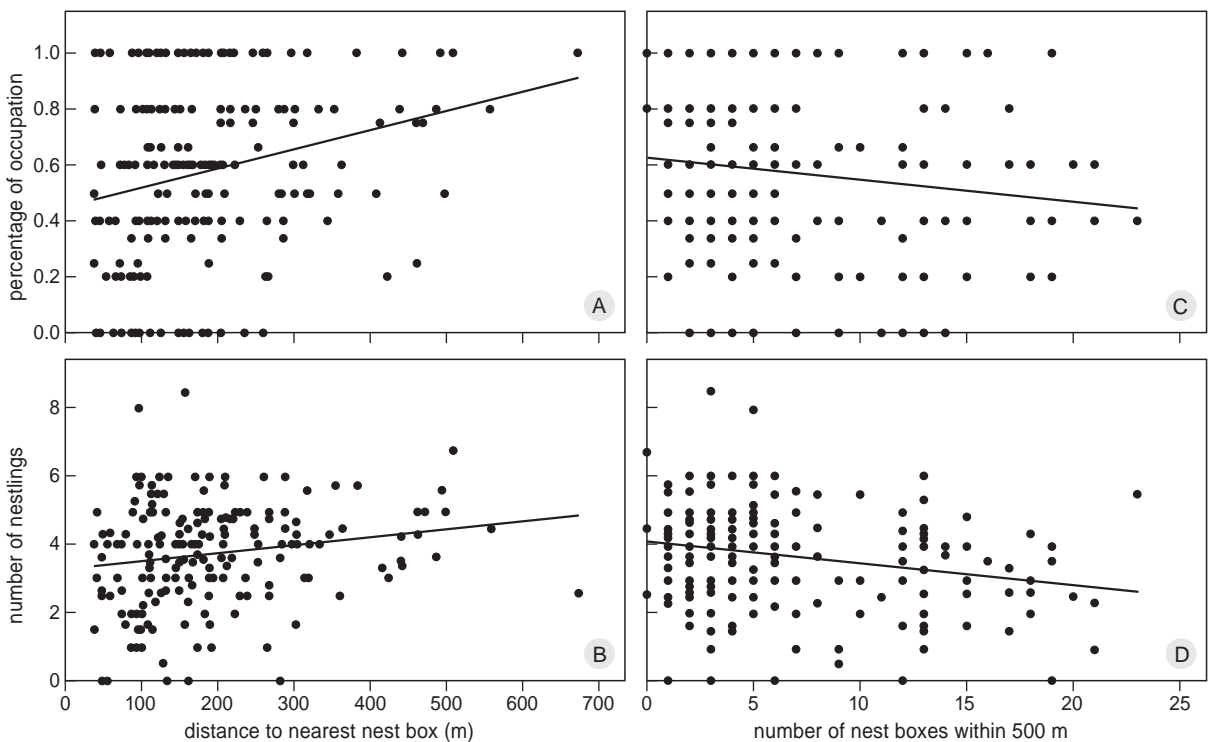 percentage of occupation
1.0
0.8
0.6
0.4
0.2
0.0
A
C
number of nestlings
8
6
4
2
0
B
D
0 100 200 300 400 500 600 700
0 5 10 15 20 25
distance to nearest nest box (m)
number of nest boxes within 500 m